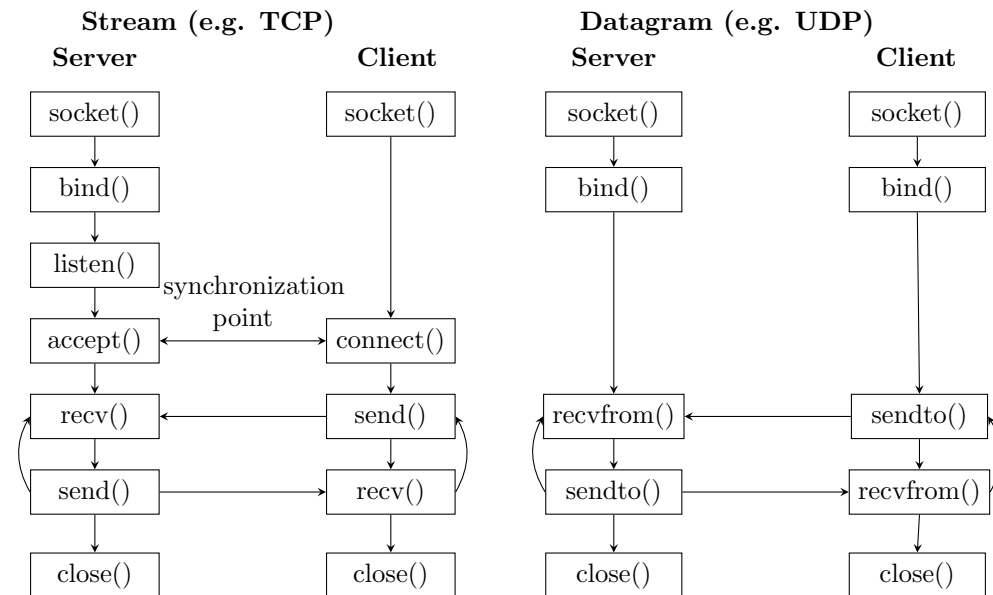 Stream (e.g. TCP)
Server
Client
socket()
socket()
bind()
listen()
synchronization
point
accept()
connect()
recv()
send()
send()
recv()
close()
close()
Datagram (e.g. UDP)
Server
Client
socket()
socket()
bind()
bind()
recvfrom()
sendto()
sendto()
recvfrom()
close()
close()